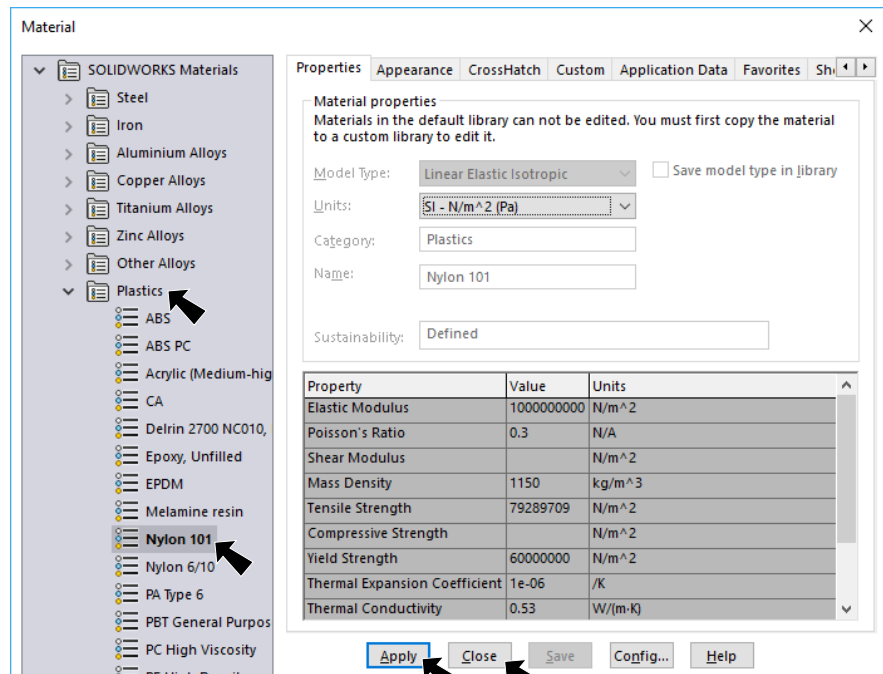 Material
SOLIDWORKS Materials
Steel
Iron
Aluminium Alloys
Copper Alloys
Titanium Alloys
Zinc Alloys
Other Alloys
Plastics
ABS
ABS PC
Acrylic (Medium-hig
CA
Delrin 2700 NC010,
Epoxy, Unfilled
EPDM
Melamine resin
Nylon 101
Nylon 6/10
PA Type 6
PBT General Purpos
PC High Viscosity
Properties Appearance CrossHatch Custom Application Data Favorites Sh
Material properties
Materials in the default library can not be edited. You must first copy the material
to a custom library to edit it.
Model Type: Linear Elastic Isotropic Save model type in library
Units: SI - N/m^2 (Pa)
Category: Plastics
Name: Nylon 101
Sustainability: Defined
Property Value Units
Elastic Modulus 1000000000 N/m^2
Poisson's Ratio 0.3 N/A
Shear Modulus N/m^2
Mass Density 1150 kg/m^3
Tensile Strength 79289709 N/m^2
Compressive Strength N/m^2
Yield Strength 60000000 N/m^2
Thermal Expansion Coefficient 1e-06 /K
Thermal Conductivity 0.53 W/(m·K)
Apply Close Save Config... Help